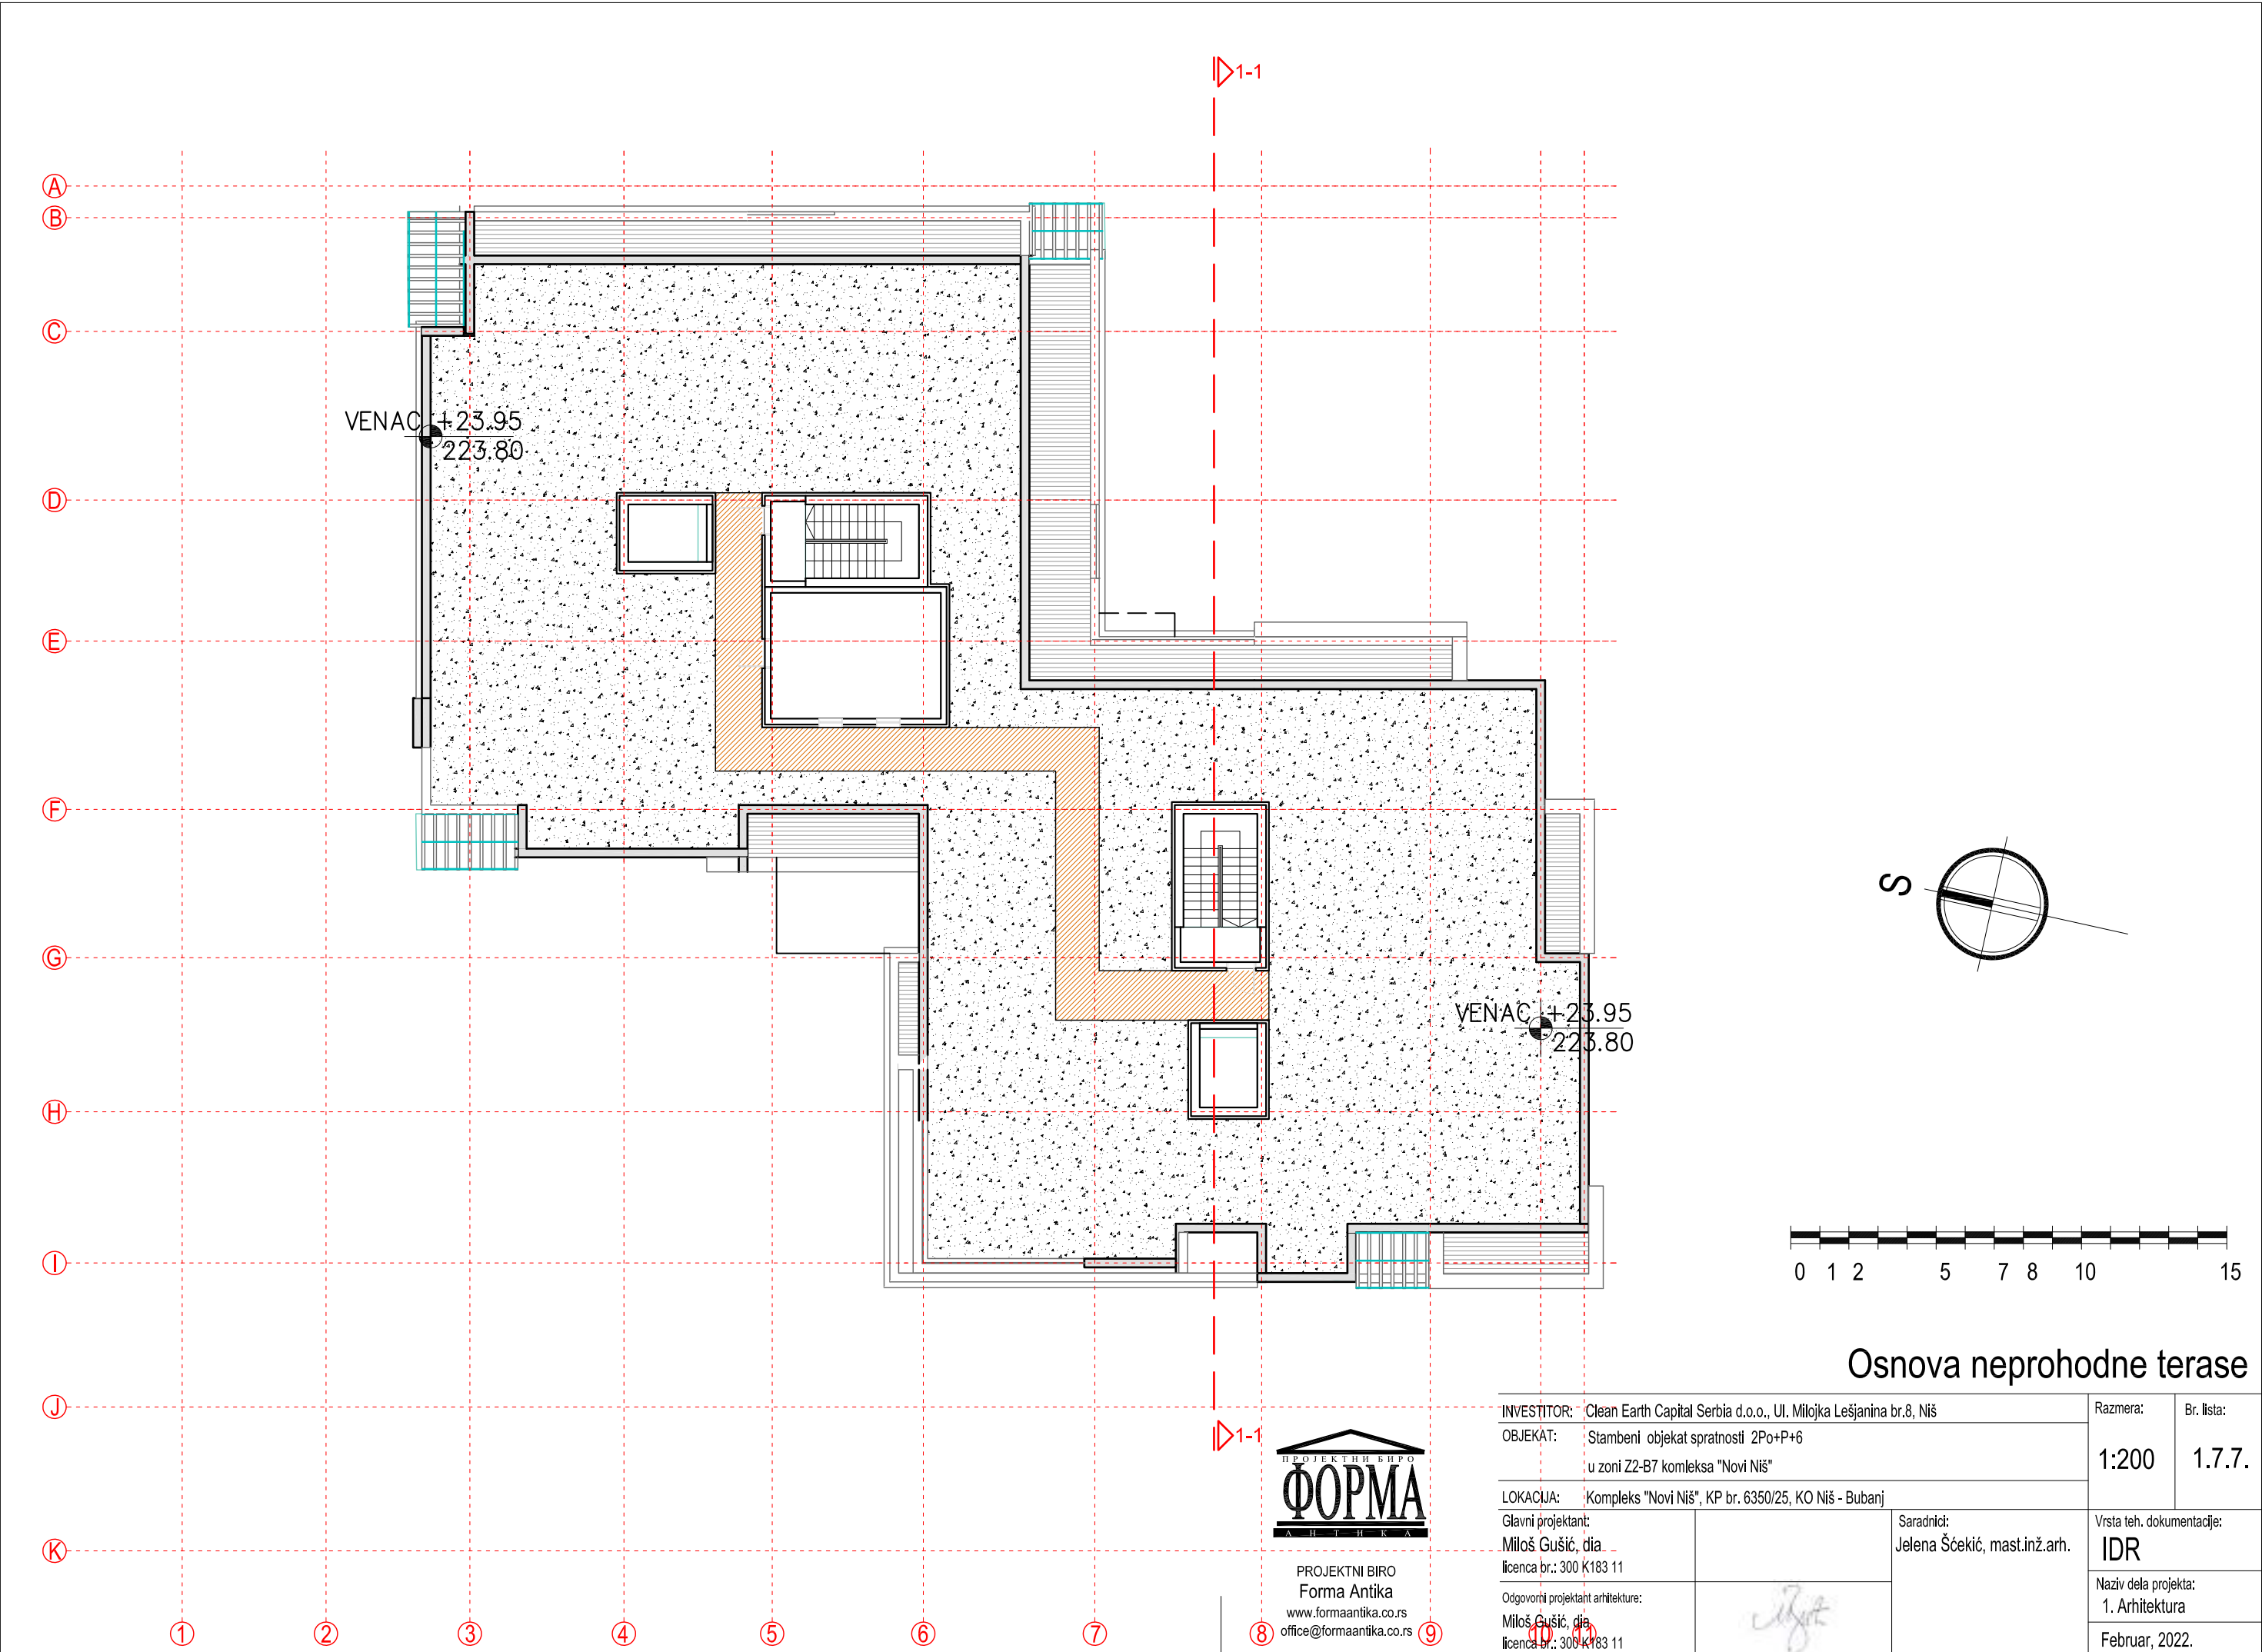 1-1
A
B
C
VENAC +23.95
223.80
D
E
F
S
G
VENAC +23.95
223.80
H
I
0 1 2 5 7 8 10 15
Osnova neprohodne terase
J
1-1
K
1 2 3 4 5 6 7 8 9 10 11
ПРОЈЕКТНИ БИРО
ФОРМА
АНТИКА
PROJEKTNI BIRO
Forma Antika
www.formaantika.co.rs
office@formaantika.co.rs
INVESTITOR: Clean Earth Capital Serbia d.o.o., Ul. Milojka Lešjanina br.8, Niš
OBJEKAT: Stambeni objekat spratnosti 2Po+P+6
u zoni Z2-B7 komleksa "Novi Niš"
LOKACIJA: Kompleks "Novi Niš", KP br. 6350/25, KO Niš - Bubanj
Razmera:
1:200
Br. lista:
1.7.7.
Glavni projektant:
Miloš Gušić, dia
licenca br.: 300 K183 11
Odgovorni projektant arhitekture:
Miloš Gušić, dia
licenca br.: 300 K183 11
Saradnici:
Jelena Šćekić, mast.inž.arh.
Vrsta teh. dokumentacije:
IDR
Naziv dela projekta:
1. Arhitektura
Februar, 2022.